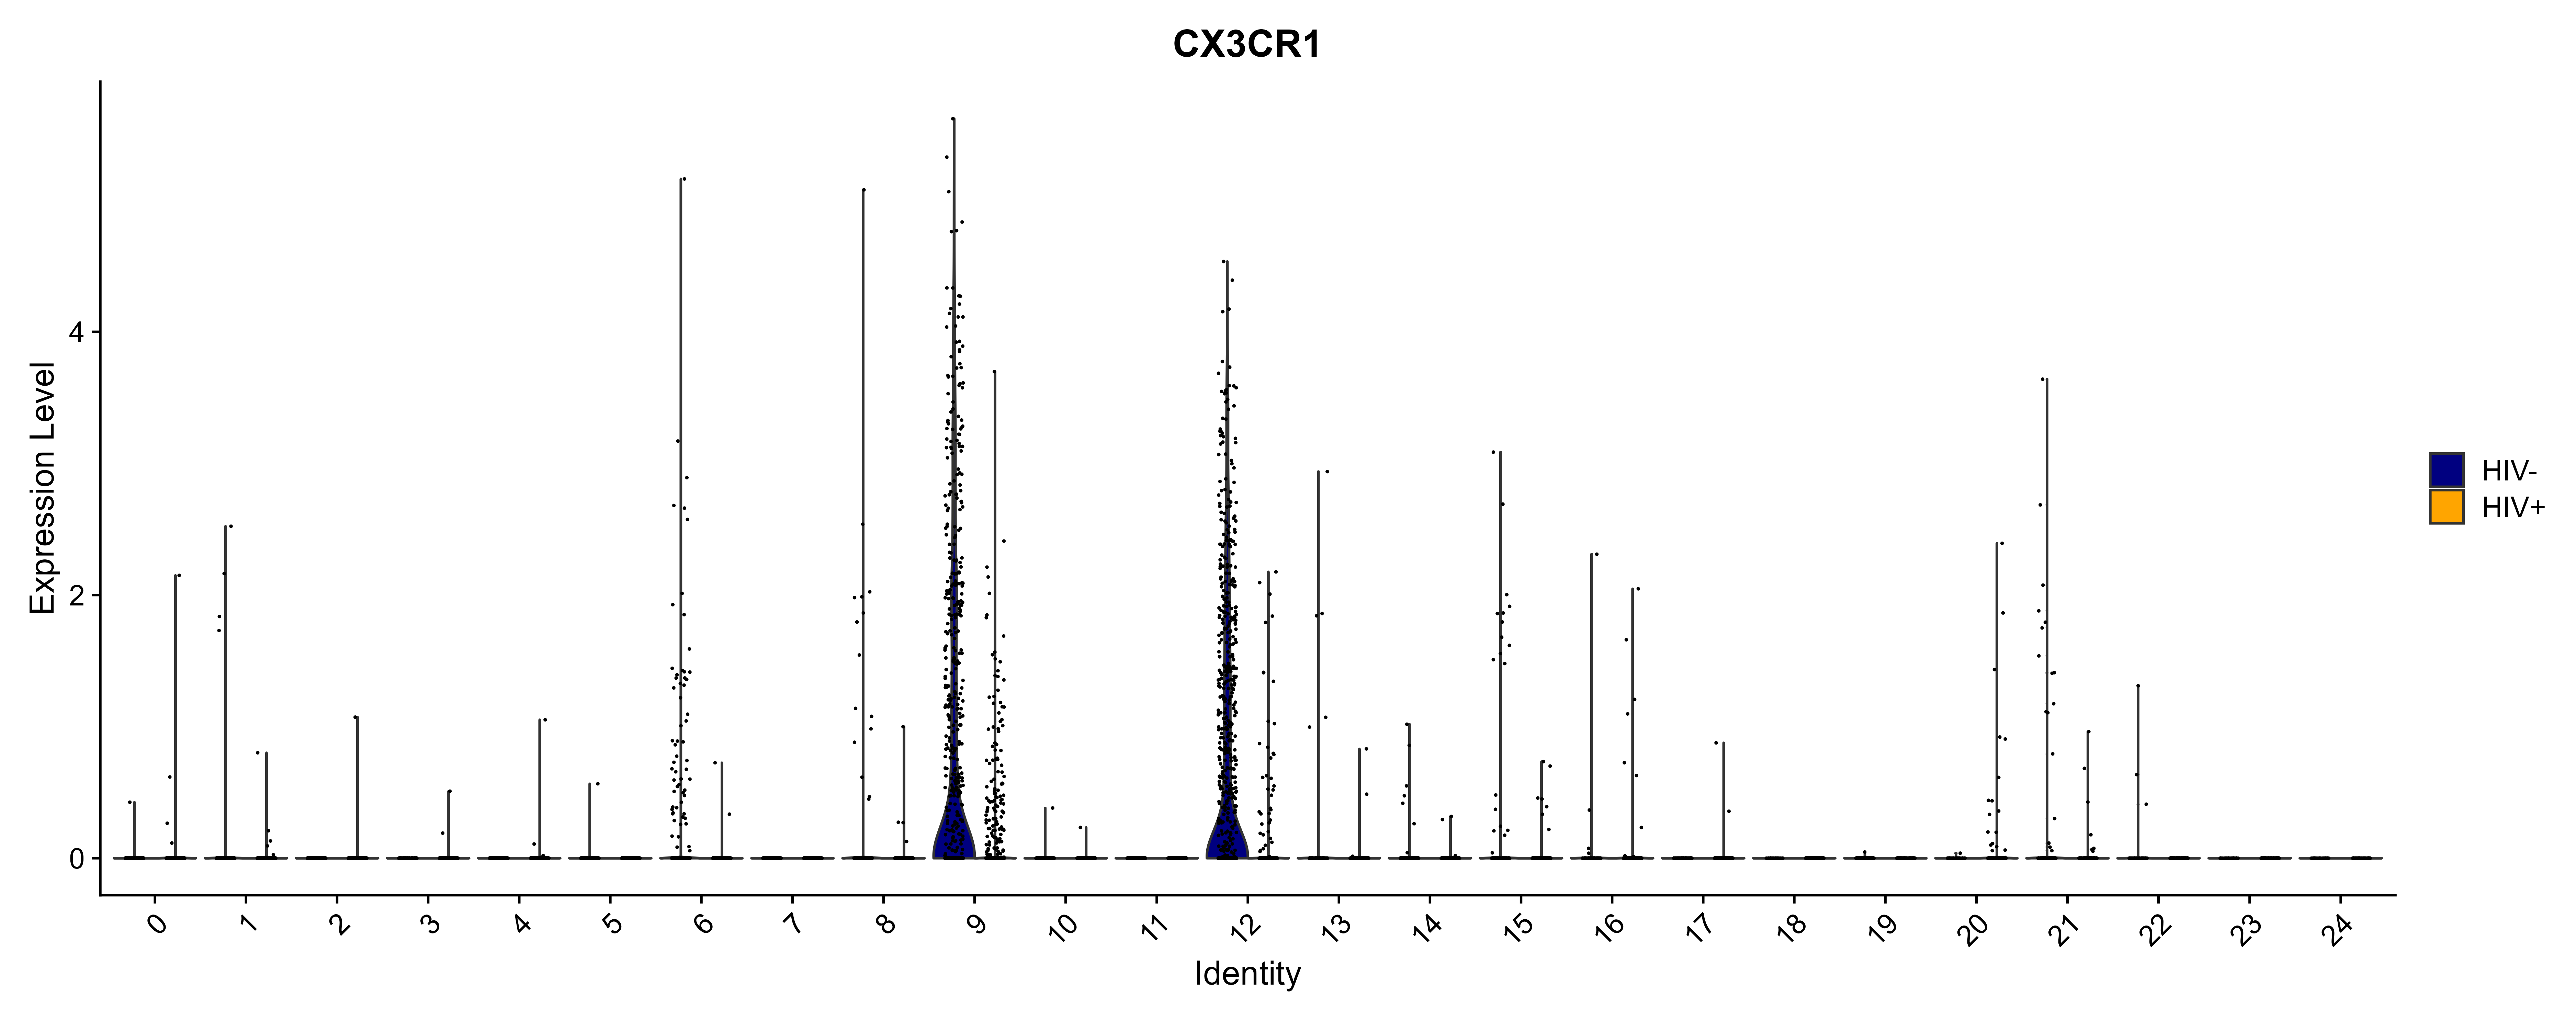 CX3CR1
Expression Level
4
2
0
0 1 2 3 4 5 6 7 8 9 10 11 12 13 14 15 16 17 18 19 20 21 22 23 24
Identity
HIV-
HIV+